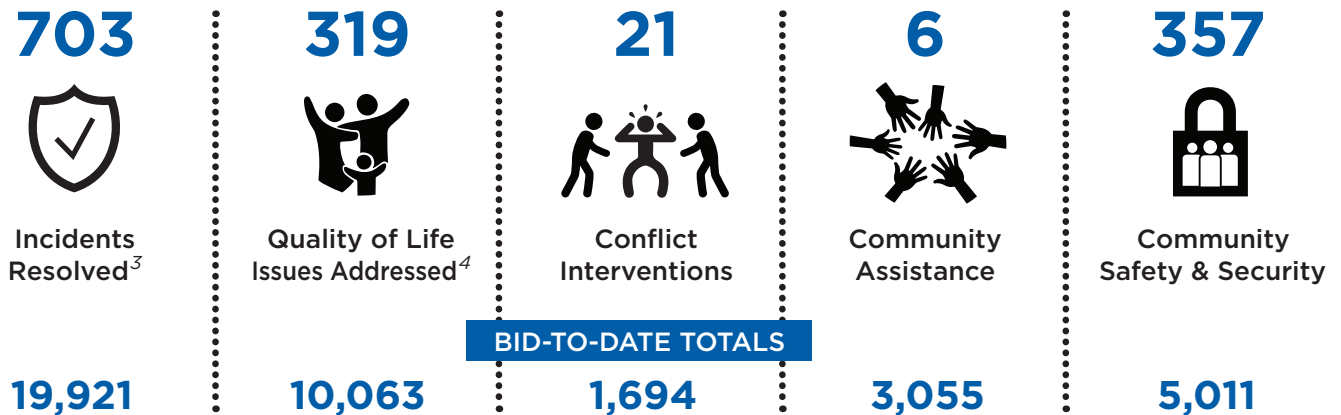 703
319
21
6
357
Incidents
Resolved3
Quality of Life
Issues Addressed4
Conflict
Interventions
Community
Assistance
Community
Safety & Security
BID-TO-DATE TOTALS
19,921
10,063
1,694
3,055
5,011